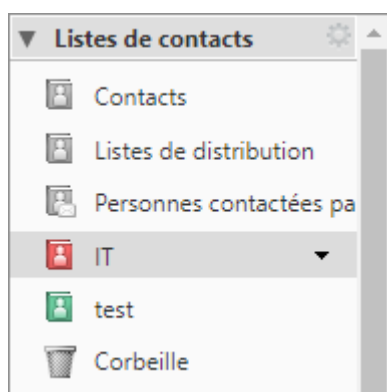 Listes de contacts
Contacts
Listes de distribution
Personnes contactées pa
IT
test
Corbeille